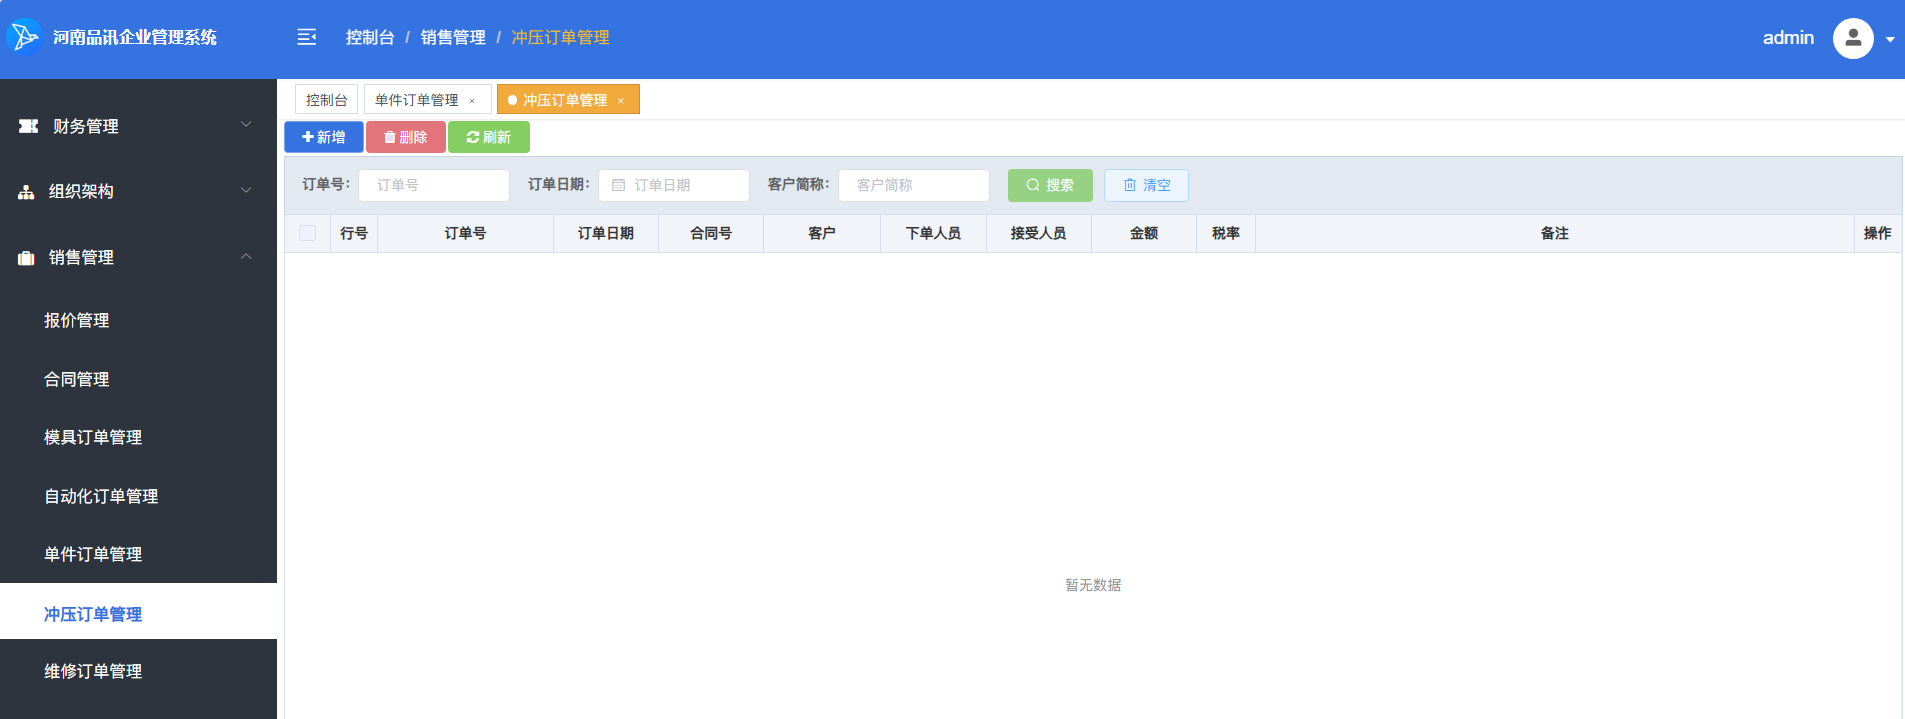 河南品讯企业管理系统
控制台 / 销售管理 / 冲压订单管理
admin
财务管理
组织架构
销售管理
报价管理
合同管理
模具订单管理
自动化订单管理
单件订单管理
冲压订单管理
维修订单管理
控制台 单件订单管理 × 冲压订单管理 ×
新增 删除 刷新
订单号: 订单号 订单日期: 订单日期 客户简称: 客户简称 搜索 清空
行号 订单号 订单日期 合同号 客户 下单人员 接受人员 金额 税率 备注 操作
暂无数据